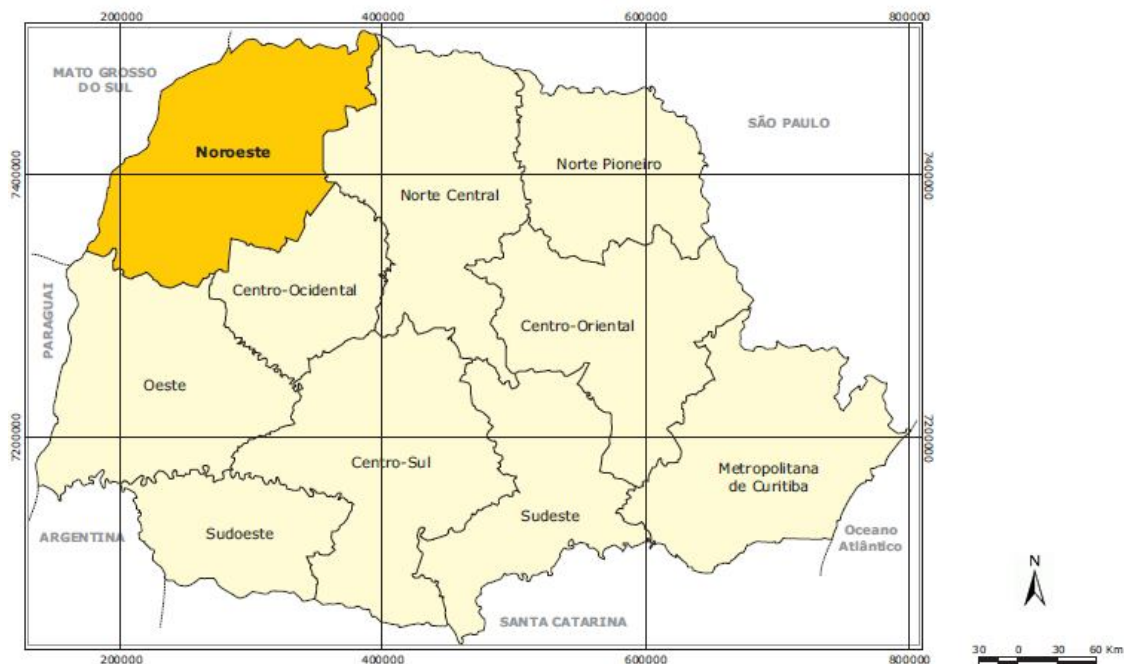 200000 400000 600000 800000
MATO GROSSO
DO SUL
SÃO PAULO
Noroeste
Norte Pioneiro
7400000
7400000
Norte Central
PARAGUAI
Centro-Ocidental
Centro-Oriental
Oeste
7200000
7200000
Centro-Sul
Metropolitana
de Curitiba
Sudeste
Sudoeste
ARGENTINA
Oceano
Atlântico
SANTA CATARINA
N
200000 400000 600000 800000
30 0 30 60 Km